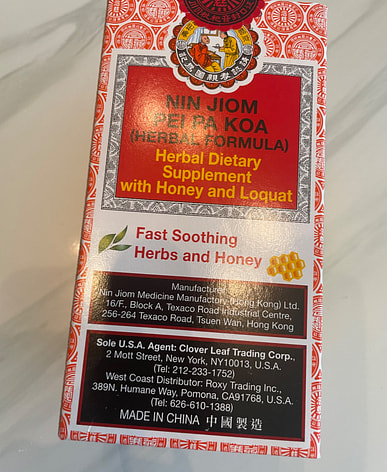 NIN JIOM
PEI PA KOA
(HERBAL FORMULA)
Herbal Dietary
Supplement
with Honey and Loquat
Fast Soothing
Herbs and Honey
Manufacturer
Nin Jiom Medicine Manufactory (Hong Kong) Ltd.
16/F., Block A, Texaco Road Industrial Centre,
256-264 Texaco Road, Tsuen Wan, Hong Kong
Sole U.S.A. Agent: Clover Leaf Trading Corp.,
2 Mott Street, New York, NY10013, U.S.A.
(Tel: 212-233-1752)
West Coast Distributor: Roxy Trading Inc.,
389N. Humane Way, Pomona, CA91768, U.S.A.
(Tel: 626-610-1388)
MADE IN CHINA 中國製造